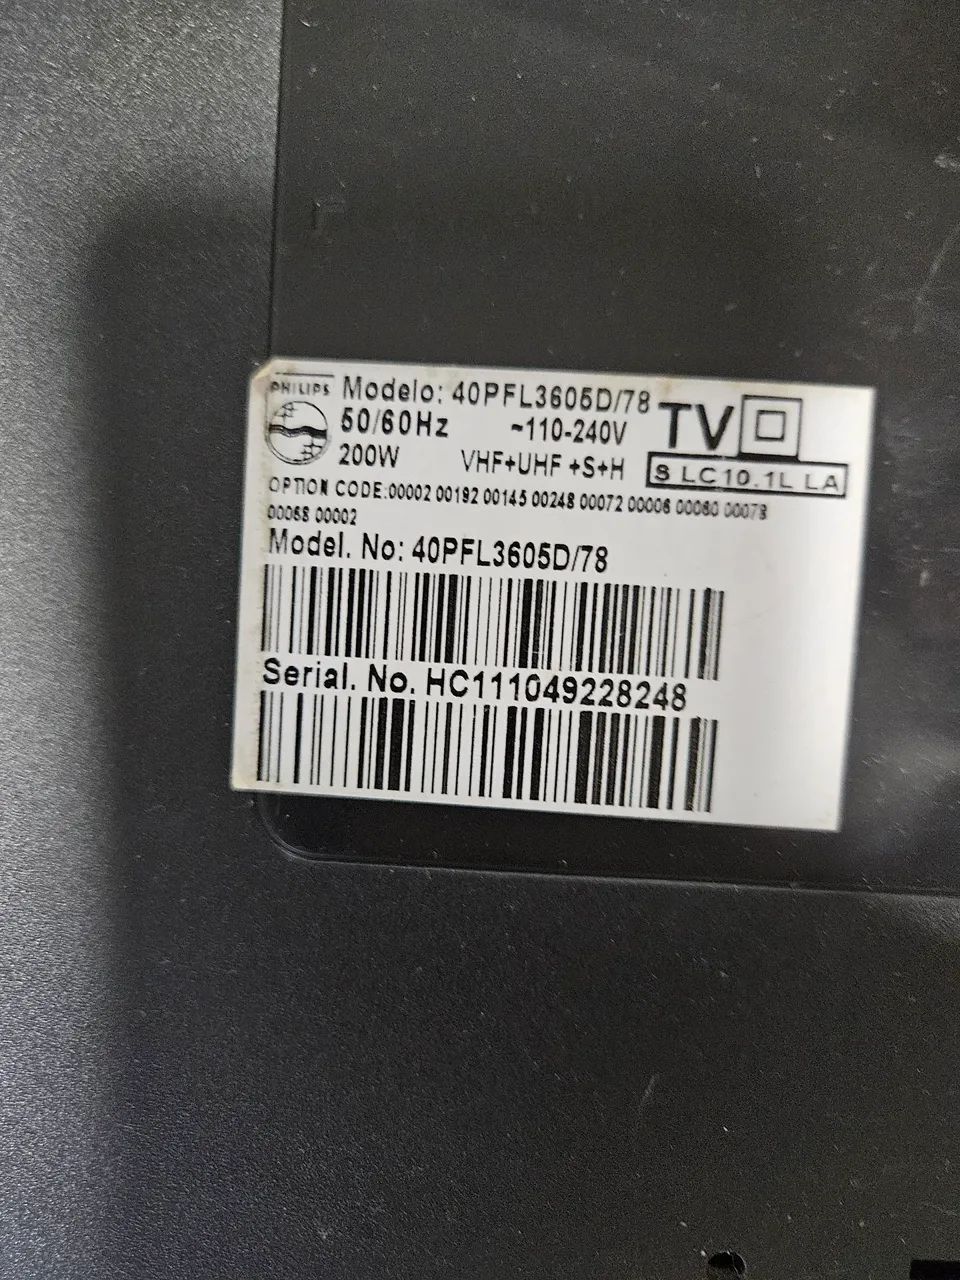 PHILIPS
Modelo: 40PFL3605D/78
50/60Hz ~110-240V
200W VHF+UHF +S+H
TV
S LC10.1L LA
OPTION CODE:00002 00192 00145 00248 00072 00006 00060 00078
00068 00002
Model. No: 40PFL3605D/78
Serial. No. HC111049228248